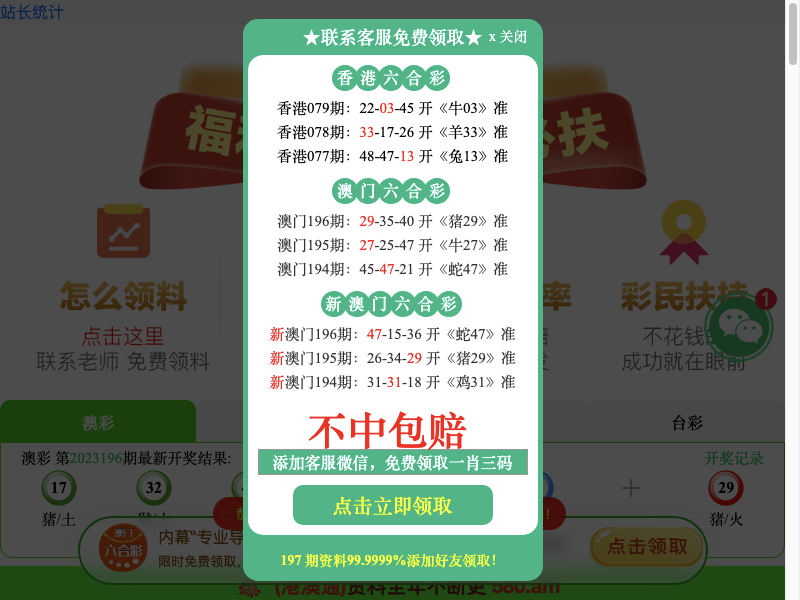 站长统计
★联系客服免费领取★ x 关闭
香港六合彩
香港079期：22-03-45 开《牛03》准
香港078期：33-17-26 开《羊33》准
香港077期：48-47-13 开《兔13》准
澳门六合彩
澳门196期：29-35-40 开《猪29》准
澳门195期：27-25-47 开《牛27》准
澳门194期：45-47-21 开《蛇47》准
新澳门六合彩
新澳门196期：47-15-36 开《蛇47》准
新澳门195期：26-34-29 开《猪29》准
新澳门194期：31-31-18 开《鸡31》准
不中包赔
添加客服微信，免费领取一肖三码
点击立即领取
197 期资料99.9999%添加好友领取！
福
必扶
怎么领料
点击这里
联系老师 免费领料
率
彩民扶持
不花钱
成功就在眼前
1
澳彩
台彩
澳彩 第2023196期最新开奖结果:
开奖记录
17
32
29
猪/土
猪/火
澳门
六合彩
内幕“专业导
限时免费领取，
点击领取
(港澳通)资料全年不断更 580.am